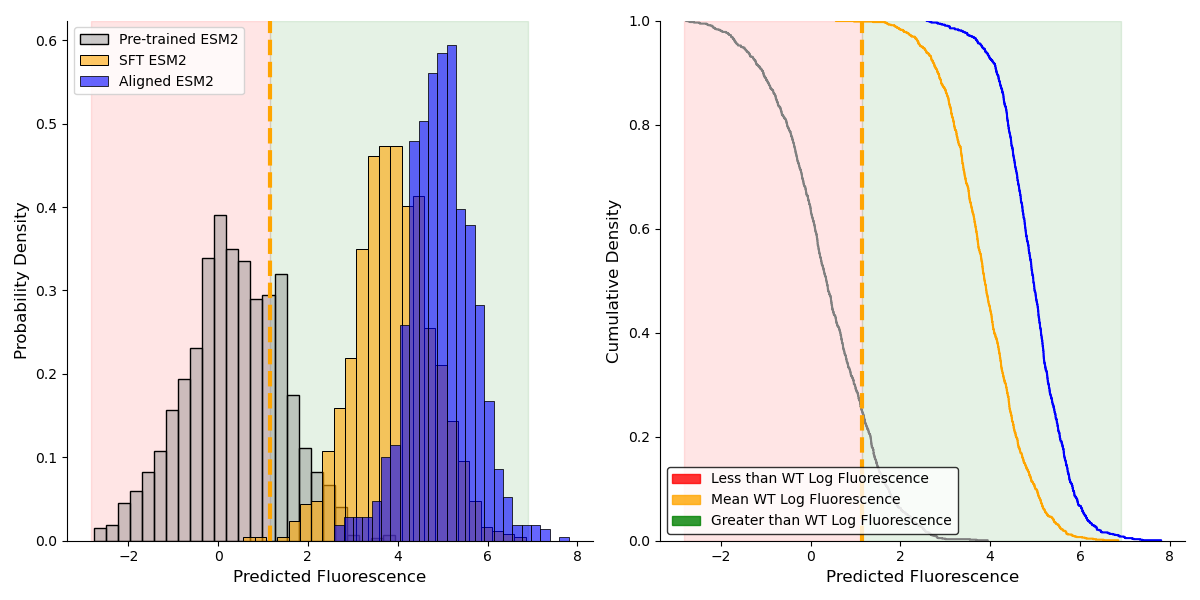 Pre-trained ESM2
SFT ESM2
Aligned ESM2
0.6
0.5
0.4
0.3
0.2
0.1
0.0
Probability Density
−2
0
2
4
6
8
Predicted Fluorescence
1.0
0.8
0.6
0.4
0.2
0.0
Cumulative Density
Less than WT Log Fluorescence
Mean WT Log Fluorescence
Greater than WT Log Fluorescence
−2
0
2
4
6
8
Predicted Fluorescence